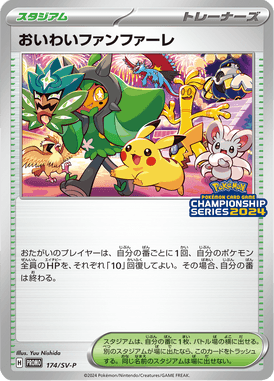 スタジアム
トレーナーズ
おいわいファンファーレ
Pokémon
POKÉMON CARD GAME
CHAMPIONSHIP
SERIES 2024
おたがいのプレイヤーは、自分の番ごとに1回、自分のポケモン
全員のHPを、それぞれ「10」回復してよい。その場合、自分の番は
終わる。
Illus. You Nishida
H PROMO 174/SV-P
スタジアムは、自分の番に1枚だけ、バトル場の横に出せる。
別のスタジアムが場に出たなら、このカードをトラッシュ
する。同じ名前のスタジアムは場に出せない。
©2024 Pokémon/Nintendo/Creatures/GAME FREAK.